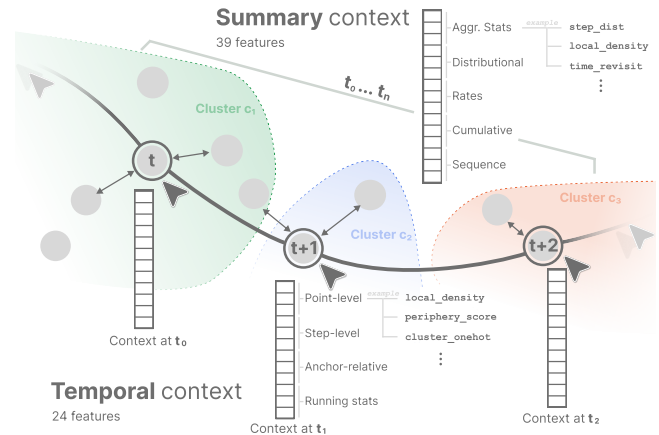 Summary context
39 features
Aggr. Stats
example
step_dist
local_density
time_revisit
Distributional
Rates
Cumulative
Sequence
t₀ ... tₙ
Cluster c₁
t
Cluster c₂
t+1
Cluster c₃
t+2
Context at t₀
Point-level
example
local_density
periphery_score
cluster_onehot
Step-level
Anchor-relative
Running stats
Context at t₁
Context at t₂
Temporal context
24 features